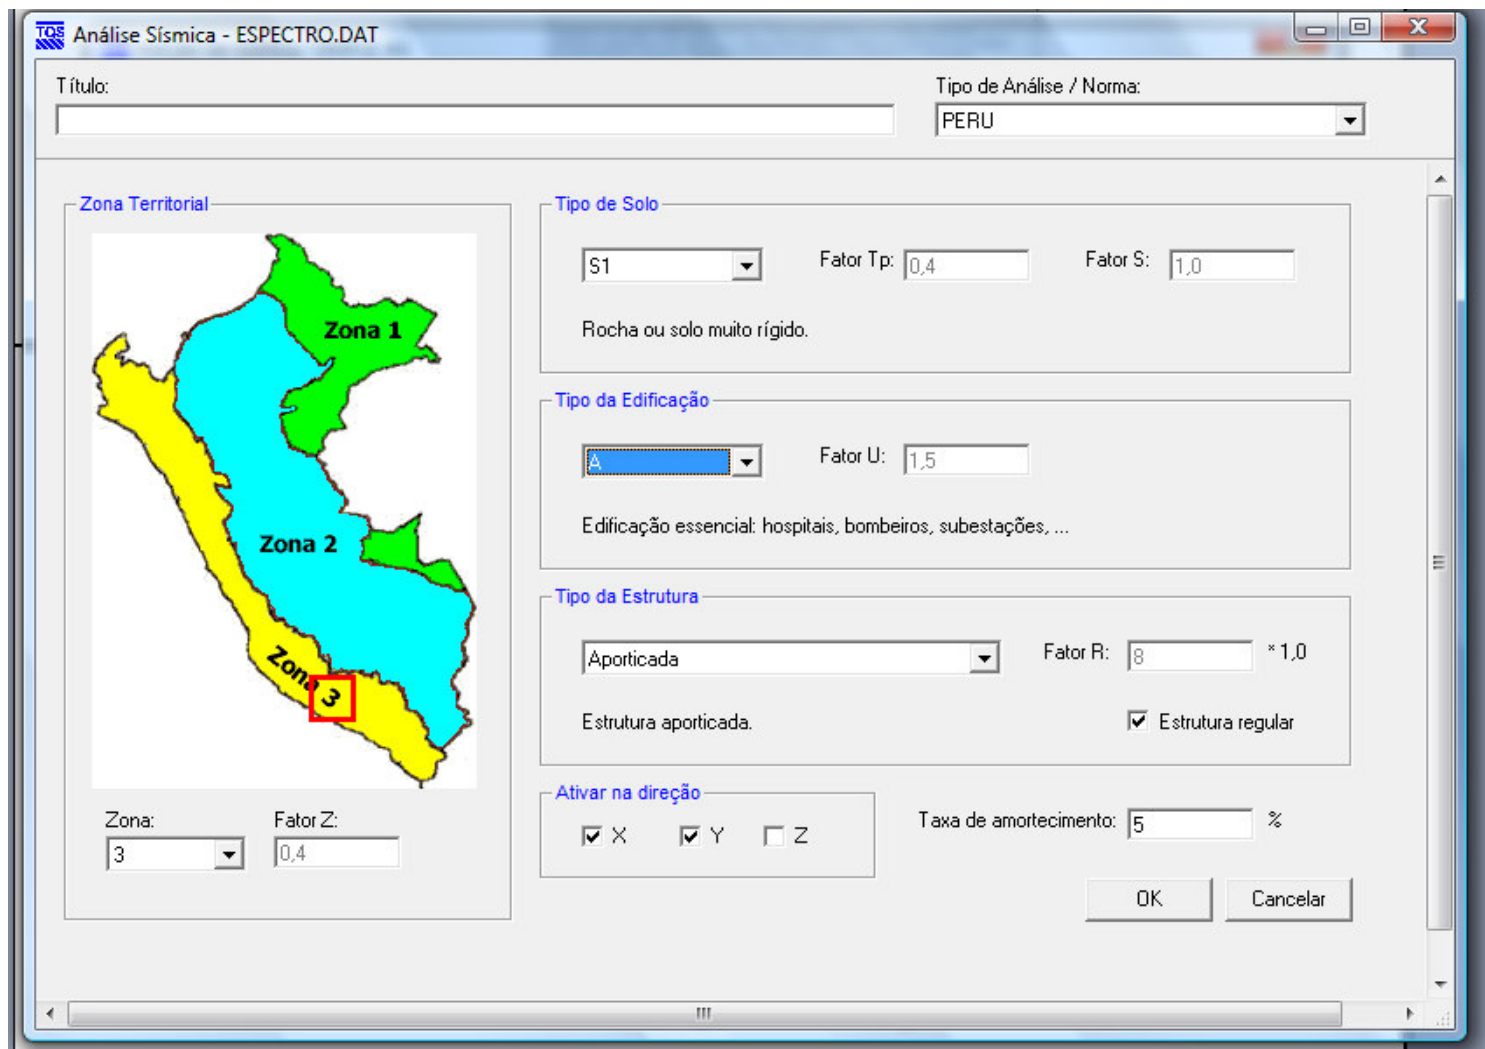 TQS Análise Sísmica - ESPECTRO.DAT
Título:
Tipo de Análise / Norma:
PERU
Zona Territorial
Zona 1
Zona 2
Zona 3
Zona:
Fator Z:
3
0,4
Tipo de Solo
S1
Fator Tp: 0,4
Fator S: 1,0
Rocha ou solo muito rígido.
Tipo da Edificação
A
Fator U: 1,5
Edificação essencial: hospitais, bombeiros, subestações, ...
Tipo da Estrutura
Aporticada
Fator R: 8 * 1,0
Estrutura aporticada.
Estrutura regular
Ativar na direção
X Y Z
Taxa de amortecimento: 5 %
OK
Cancelar